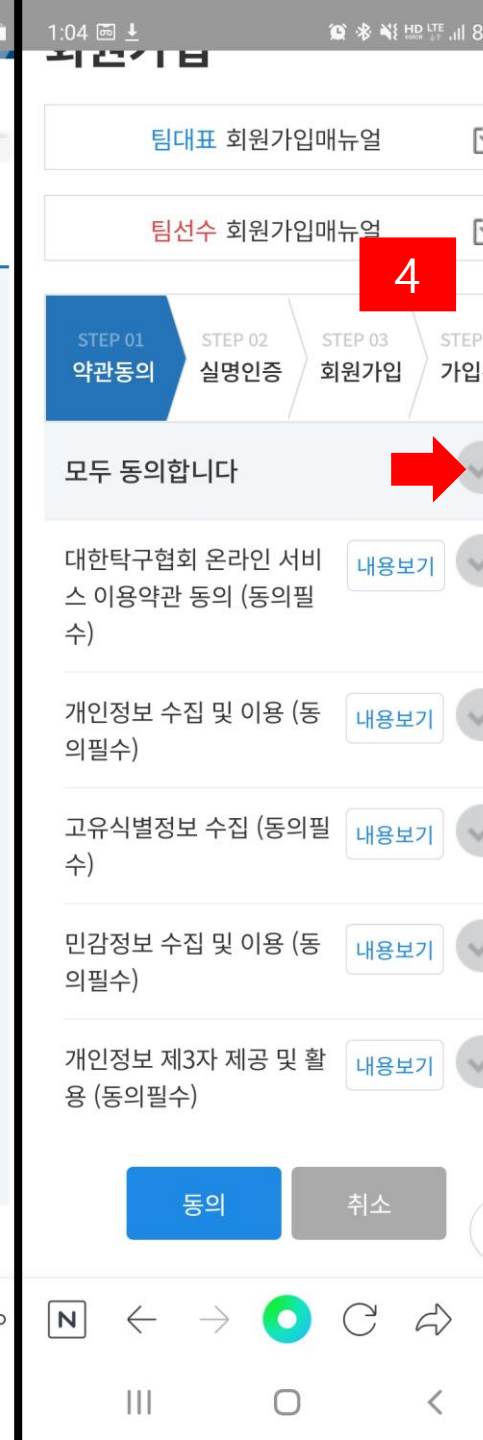 1:04 HD LTE 8
회원가입
팀대표 회원가입매뉴얼
팀선수 회원가입매뉴얼
4
STEP 01 STEP 02 STEP 03 STEP
약관동의 실명인증 회원가입 가입
모두 동의합니다
대한탁구협회 온라인 서비
스 이용약관 동의 (동의필
수)
내용보기
개인정보 수집 및 이용 (동
의필수)
내용보기
고유식별정보 수집 (동의필
수)
내용보기
민감정보 수집 및 이용 (동
의필수)
내용보기
개인정보 제3자 제공 및 활
용 (동의필수)
내용보기
동의 취소
N